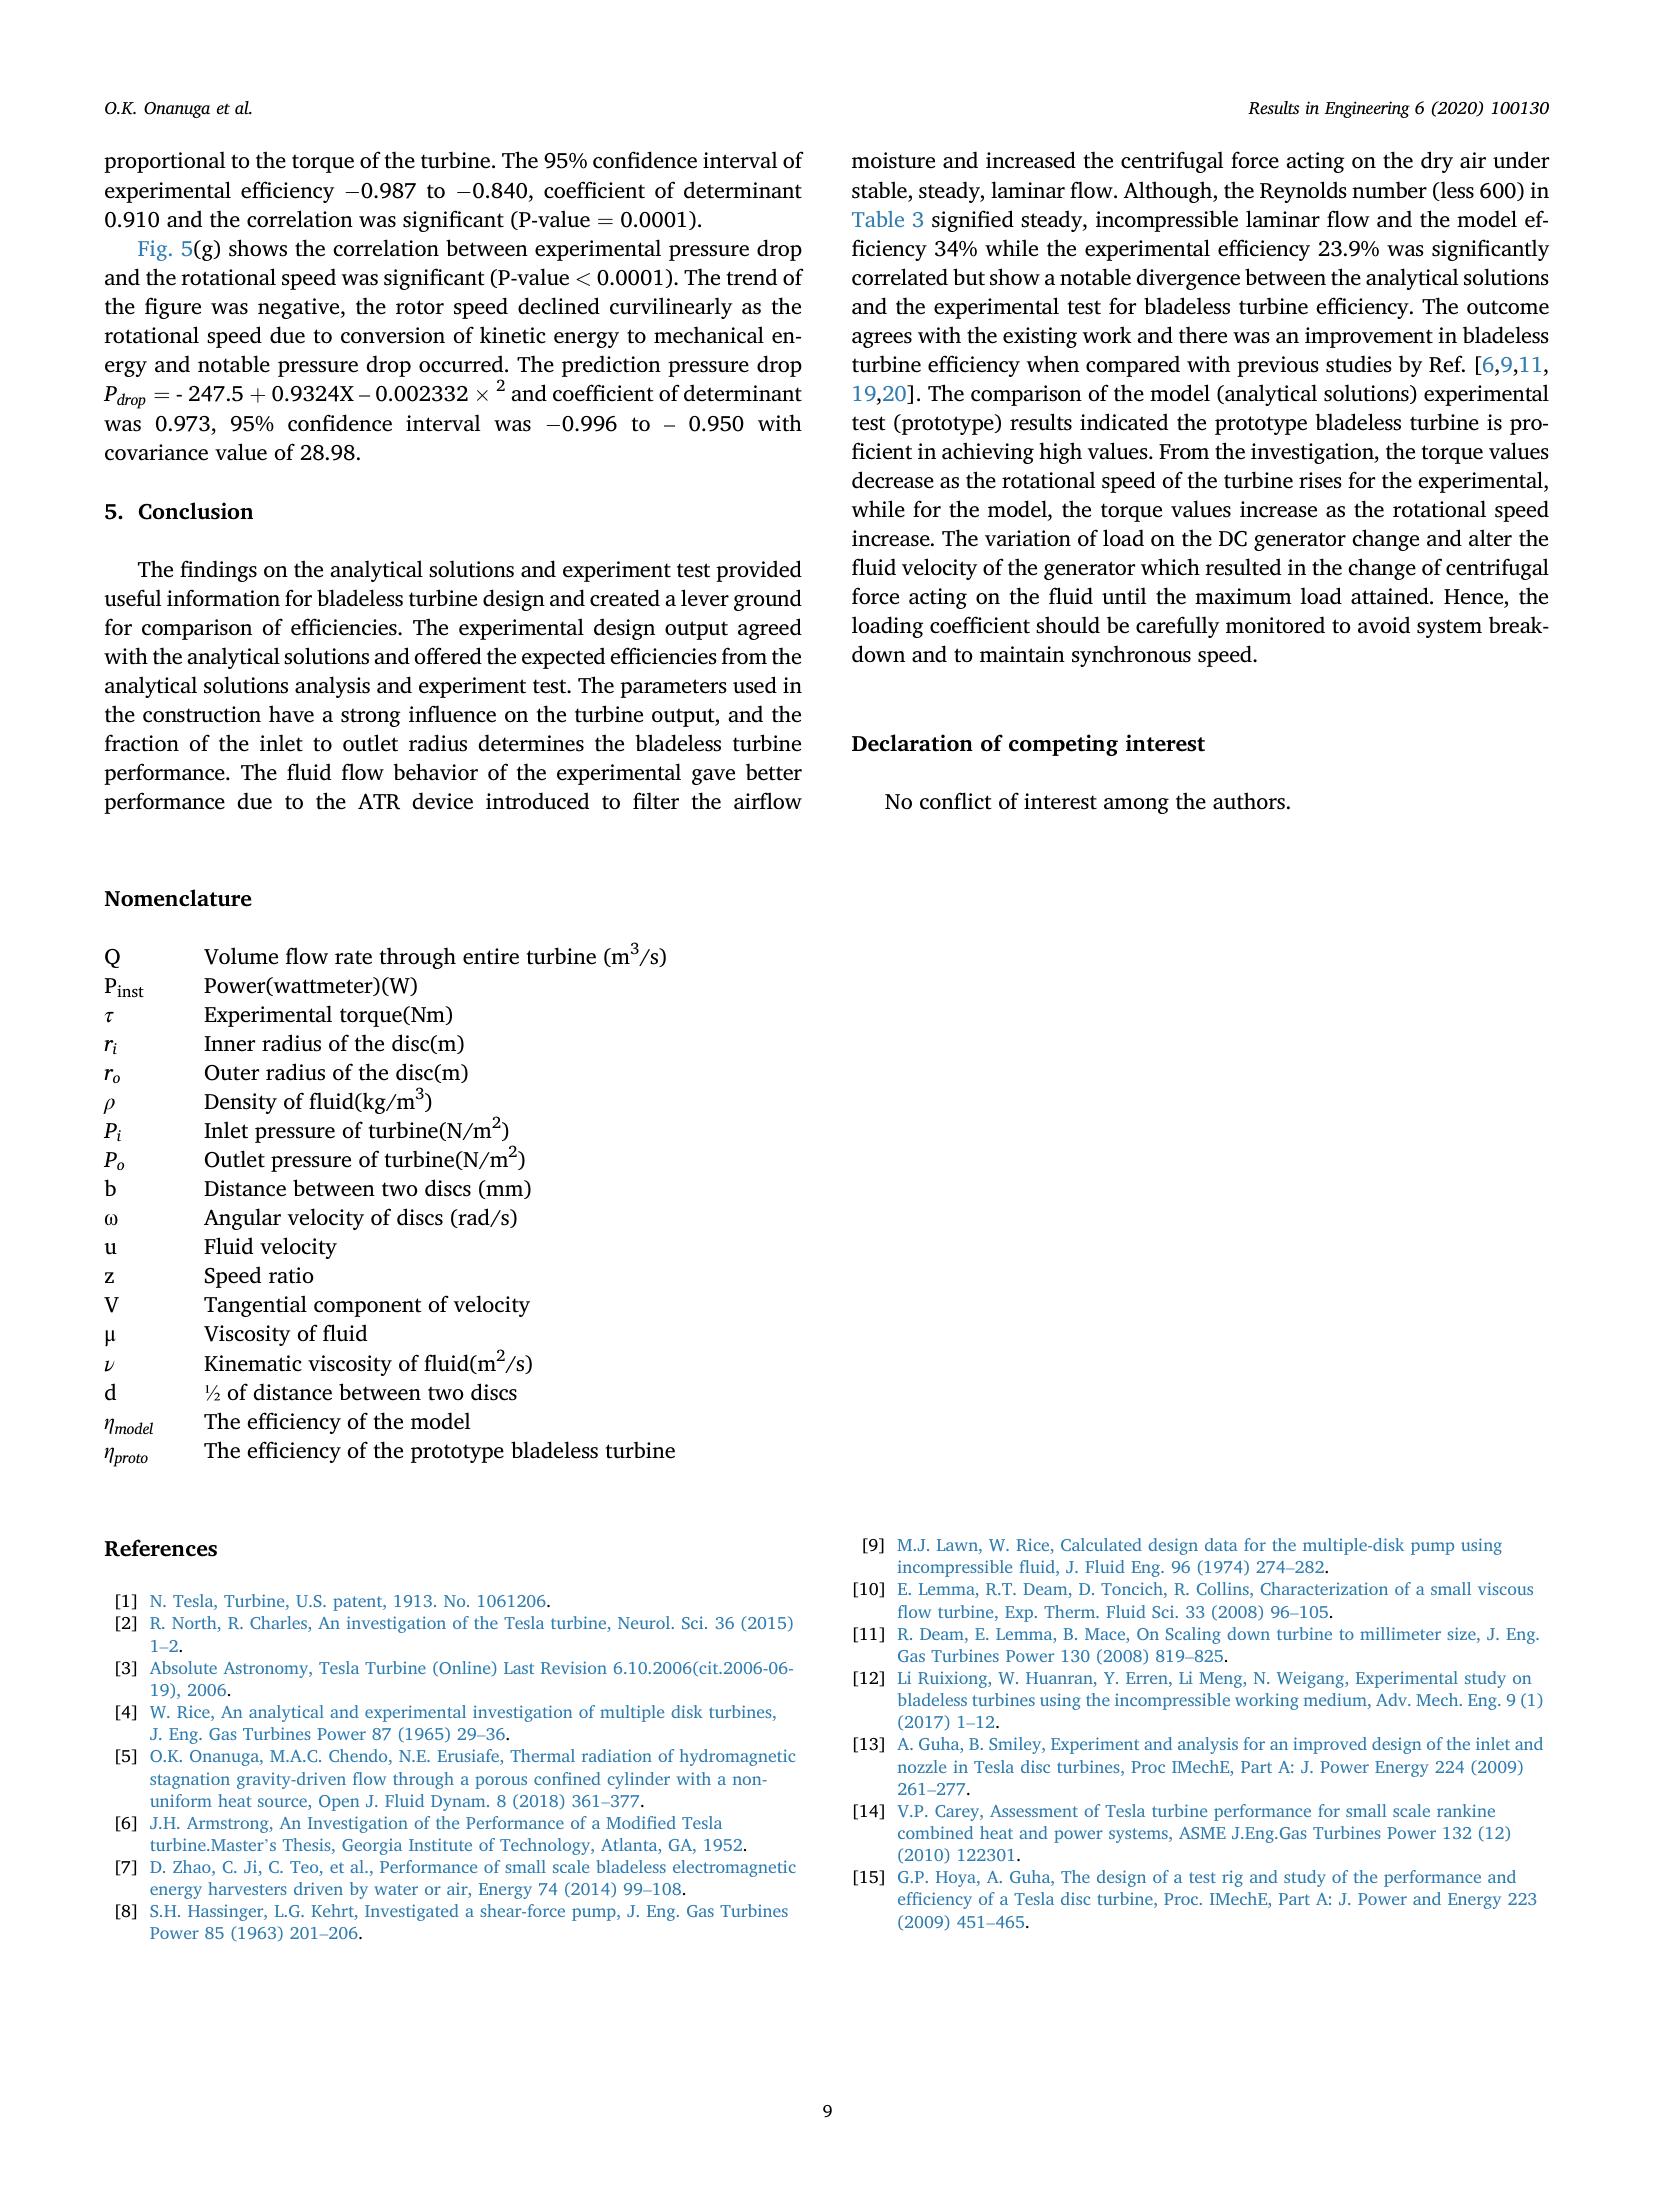 O.K. Onanuga et al.
Results in Engineering 6 (2020) 100130
proportional to the torque of the turbine. The 95% confidence interval of
experimental efficiency −0.987 to −0.840, coefficient of determinant
0.910 and the correlation was significant (P-value = 0.0001).
Fig. 5(g) shows the correlation between experimental pressure drop
and the rotational speed was significant (P-value < 0.0001). The trend of
the figure was negative, the rotor speed declined curvilinearly as the
rotational speed due to conversion of kinetic energy to mechanical en-
ergy and notable pressure drop occurred. The prediction pressure drop
P_drop = - 247.5 + 0.9324X – 0.002332 × ² and coefficient of determinant
was 0.973, 95% confidence interval was −0.996 to – 0.950 with
covariance value of 28.98.
5. Conclusion
The findings on the analytical solutions and experiment test provided
useful information for bladeless turbine design and created a lever ground
for comparison of efficiencies. The experimental design output agreed
with the analytical solutions and offered the expected efficiencies from the
analytical solutions analysis and experiment test. The parameters used in
the construction have a strong influence on the turbine output, and the
fraction of the inlet to outlet radius determines the bladeless turbine
performance. The fluid flow behavior of the experimental gave better
performance due to the ATR device introduced to filter the airflow
moisture and increased the centrifugal force acting on the dry air under
stable, steady, laminar flow. Although, the Reynolds number (less 600) in
Table 3 signified steady, incompressible laminar flow and the model ef-
ficiency 34% while the experimental efficiency 23.9% was significantly
correlated but show a notable divergence between the analytical solutions
and the experimental test for bladeless turbine efficiency. The outcome
agrees with the existing work and there was an improvement in bladeless
turbine efficiency when compared with previous studies by Ref. [6,9,11,
19,20]. The comparison of the model (analytical solutions) experimental
test (prototype) results indicated the prototype bladeless turbine is pro-
ficient in achieving high values. From the investigation, the torque values
decrease as the rotational speed of the turbine rises for the experimental,
while for the model, the torque values increase as the rotational speed
increase. The variation of load on the DC generator change and alter the
fluid velocity of the generator which resulted in the change of centrifugal
force acting on the fluid until the maximum load attained. Hence, the
loading coefficient should be carefully monitored to avoid system break-
down and to maintain synchronous speed.
Declaration of competing interest
No conflict of interest among the authors.
Nomenclature
Q Volume flow rate through entire turbine (m³/s)
P_inst Power(wattmeter)(W)
τ Experimental torque(Nm)
r_i Inner radius of the disc(m)
r_o Outer radius of the disc(m)
ρ Density of fluid(kg/m³)
P_i Inlet pressure of turbine(N/m²)
P_o Outlet pressure of turbine(N/m²)
b Distance between two discs (mm)
ω Angular velocity of discs (rad/s)
u Fluid velocity
z Speed ratio
V Tangential component of velocity
μ Viscosity of fluid
ν Kinematic viscosity of fluid(m²/s)
d ½ of distance between two discs
η_model The efficiency of the model
η_proto The efficiency of the prototype bladeless turbine
References
[1] N. Tesla, Turbine, U.S. patent, 1913. No. 1061206.
[2] R. North, R. Charles, An investigation of the Tesla turbine, Neurol. Sci. 36 (2015)
1–2.
[3] Absolute Astronomy, Tesla Turbine (Online) Last Revision 6.10.2006(cit.2006-06-
19), 2006.
[4] W. Rice, An analytical and experimental investigation of multiple disk turbines,
J. Eng. Gas Turbines Power 87 (1965) 29–36.
[5] O.K. Onanuga, M.A.C. Chendo, N.E. Erusiafe, Thermal radiation of hydromagnetic
stagnation gravity-driven flow through a porous confined cylinder with a non-
uniform heat source, Open J. Fluid Dynam. 8 (2018) 361–377.
[6] J.H. Armstrong, An Investigation of the Performance of a Modified Tesla
turbine.Master's Thesis, Georgia Institute of Technology, Atlanta, GA, 1952.
[7] D. Zhao, C. Ji, C. Teo, et al., Performance of small scale bladeless electromagnetic
energy harvesters driven by water or air, Energy 74 (2014) 99–108.
[8] S.H. Hassinger, L.G. Kehrt, Investigated a shear-force pump, J. Eng. Gas Turbines
Power 85 (1963) 201–206.
[9] M.J. Lawn, W. Rice, Calculated design data for the multiple-disk pump using
incompressible fluid, J. Fluid Eng. 96 (1974) 274–282.
[10] E. Lemma, R.T. Deam, D. Toncich, R. Collins, Characterization of a small viscous
flow turbine, Exp. Therm. Fluid Sci. 33 (2008) 96–105.
[11] R. Deam, E. Lemma, B. Mace, On Scaling down turbine to millimeter size, J. Eng.
Gas Turbines Power 130 (2008) 819–825.
[12] Li Ruixiong, W. Huanran, Y. Erren, Li Meng, N. Weigang, Experimental study on
bladeless turbines using the incompressible working medium, Adv. Mech. Eng. 9 (1)
(2017) 1–12.
[13] A. Guha, B. Smiley, Experiment and analysis for an improved design of the inlet and
nozzle in Tesla disc turbines, Proc IMechE, Part A: J. Power Energy 224 (2009)
261–277.
[14] V.P. Carey, Assessment of Tesla turbine performance for small scale rankine
combined heat and power systems, ASME J.Eng.Gas Turbines Power 132 (12)
(2010) 122301.
[15] G.P. Hoya, A. Guha, The design of a test rig and study of the performance and
efficiency of a Tesla disc turbine, Proc. IMechE, Part A: J. Power and Energy 223
(2009) 451–465.
9